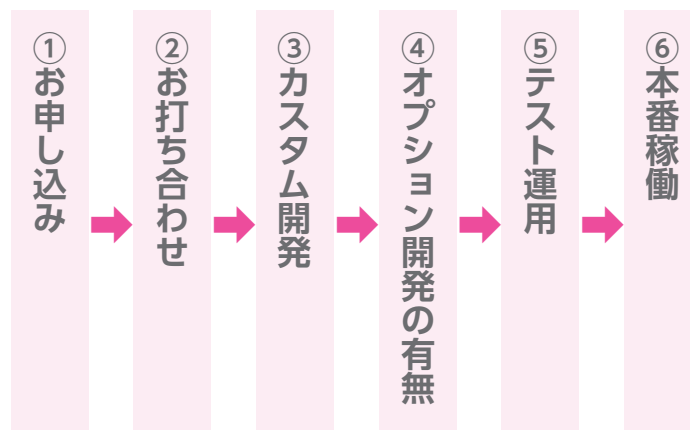 ①お申し込み
②お打ち合わせ
③カスタム開発
④オプション開発の有無
⑤テスト運用
⑥本番稼働